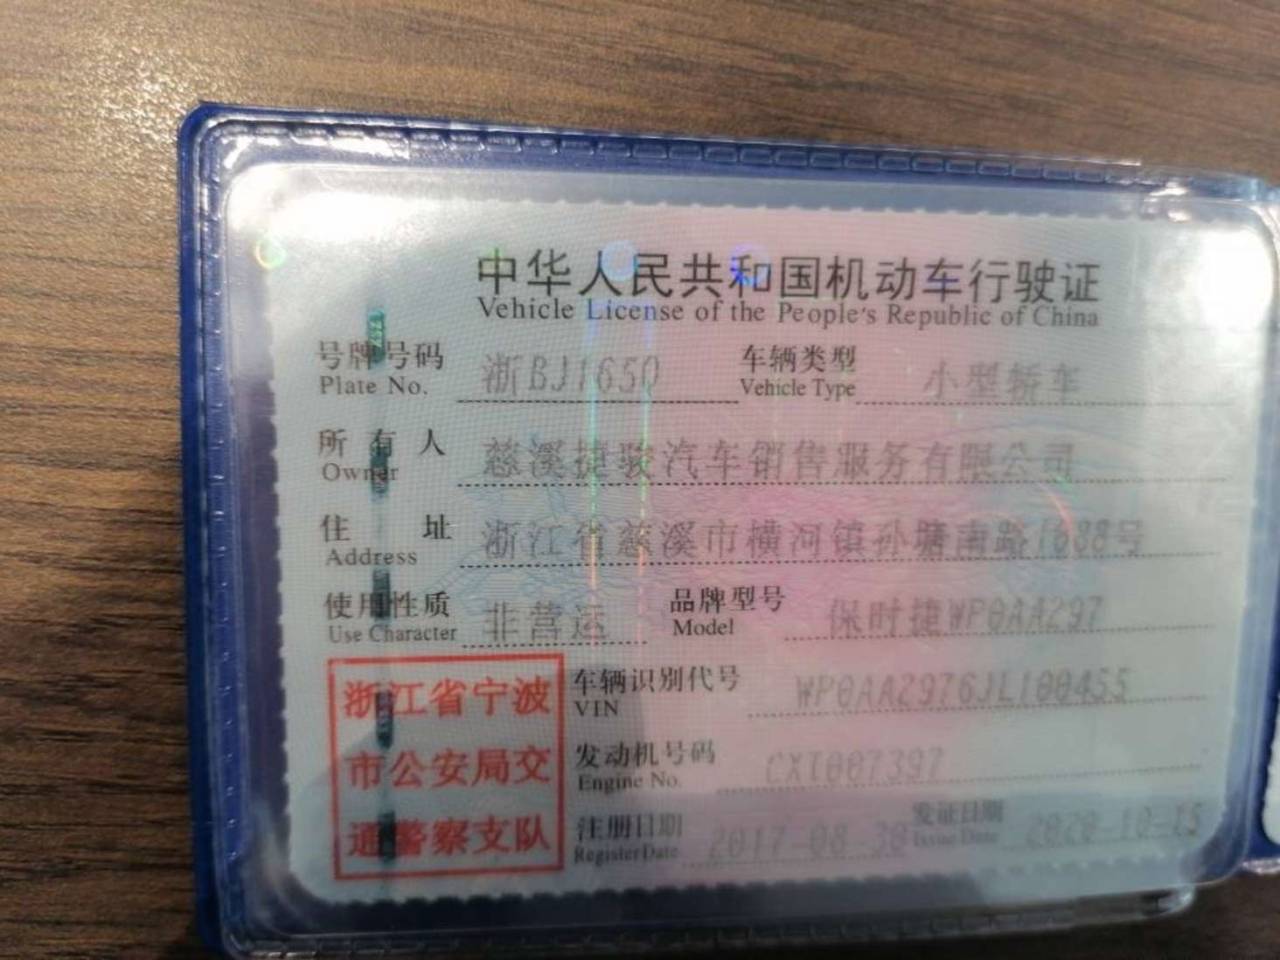 中华人民共和国机动车行驶证
Vehicle License of the People's Republic of China
号牌号码 浙BJ1650 车辆类型 小型轿车
Plate No. Vehicle Type
所有人 慈溪捷骏汽车销售服务有限公司
Owner
住址 浙江省慈溪市横河镇孙塘南路1688号
Address
使用性质 非营运 品牌型号 保时捷WP0AA297
Use Character Model
浙江省宁波
市公安局交
通警察支队
车辆识别代号 WP0AA2976JL100455
VIN
发动机号码 CXT007397
Engine No.
注册日期 2017-08-30 发证日期 2020-10-15
Register Date Issue Date